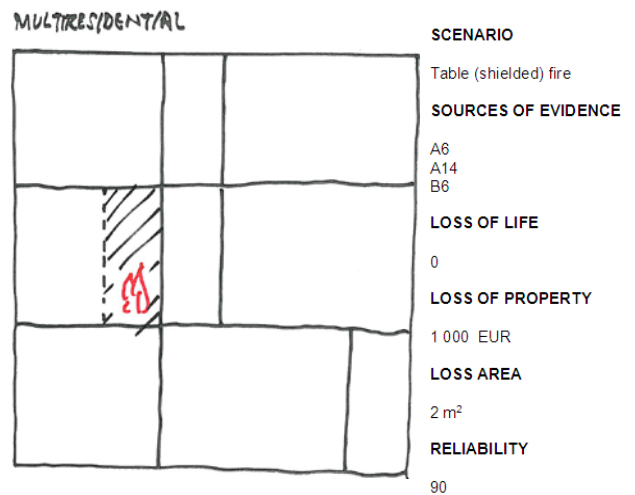 MULTIRESIDENTIAL
SCENARIO
Table (shielded) fire
SOURCES OF EVIDENCE
A6
A14
B6
LOSS OF LIFE
0
LOSS OF PROPERTY
1 000 EUR
LOSS AREA
2 m²
RELIABILITY
90